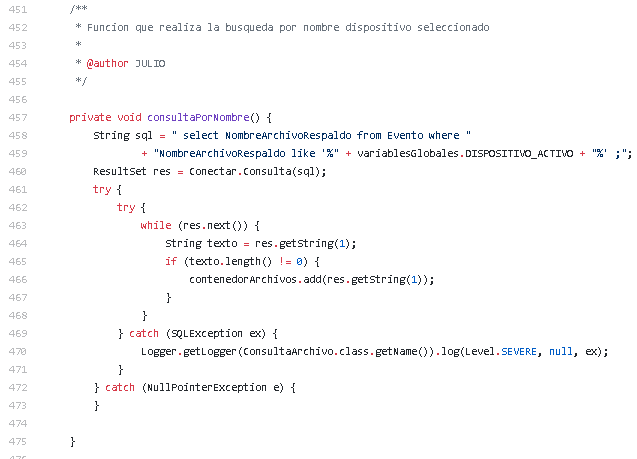 451 /**
452 * Funcion que realiza la busqueda por nombre dispositivo seleccionado
453 *
454 * @author JULIO
455 */
456
457 private void consultaPorNombre() {
458 String sql = " select NombreArchivoRespaldo from Evento where "
459 + "NombreArchivoRespaldo like '%" + variablesGlobales.DISPOSITIVO_ACTIVO + "%' ;";
460 ResultSet res = Conectar.Consulta(sql);
461 try {
462 try {
463 while (res.next()) {
464 String texto = res.getString(1);
465 if (texto.length() != 0) {
466 contenedorArchivos.add(res.getString(1));
467 }
468 }
469 } catch (SQLException ex) {
470 Logger.getLogger(ConsultaArchivo.class.getName()).log(Level.SEVERE, null, ex);
471 }
472 } catch (NullPointerException e) {
473 }
474
475 }